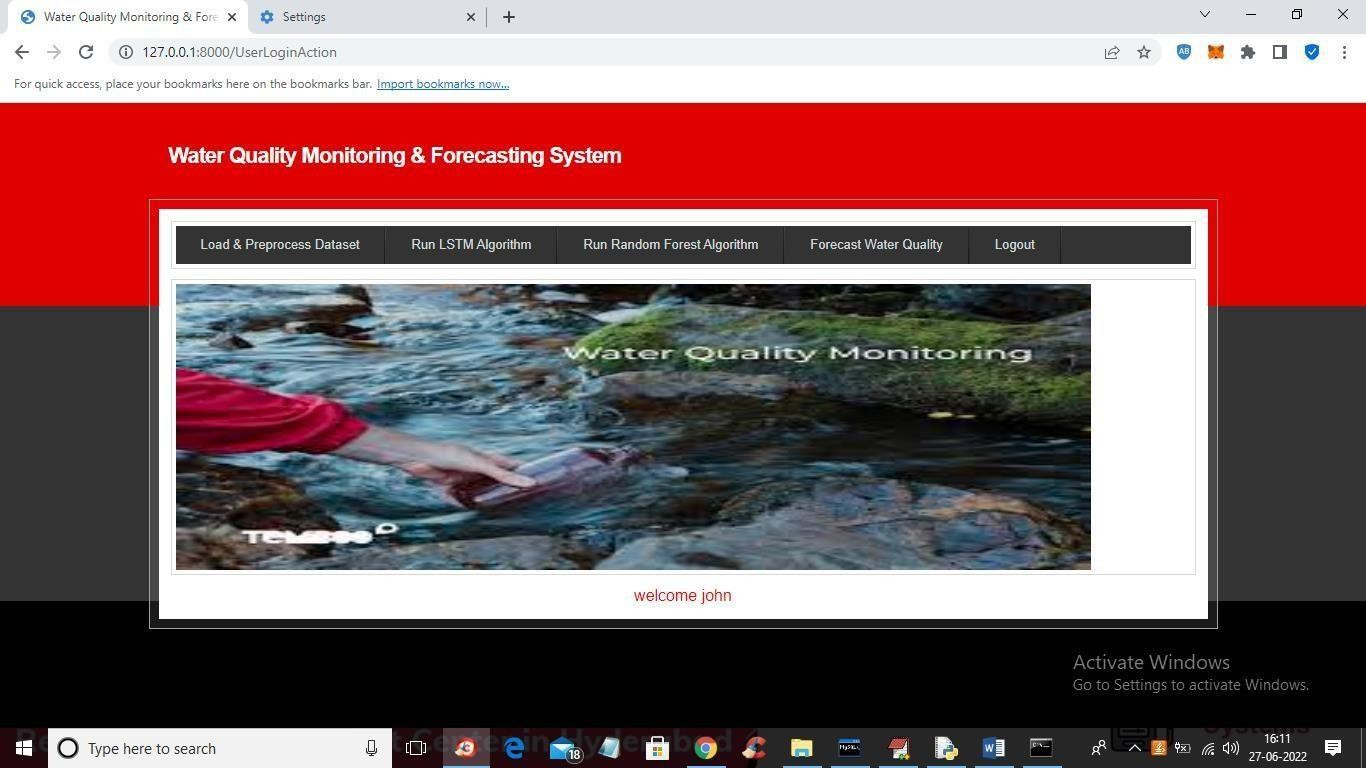 Water Quality Monitoring & Fore
Settings
127.0.0.1:8000/UserLoginAction
For quick access, place your bookmarks here on the bookmarks bar. Import bookmarks now...
Water Quality Monitoring & Forecasting System
Load & Preprocess Dataset Run LSTM Algorithm Run Random Forest Algorithm Forecast Water Quality Logout
Water Quality Monitoring
welcome john
Activate Windows
Go to Settings to activate Windows.
Systems
Type here to search
18
16:11
27-06-2022